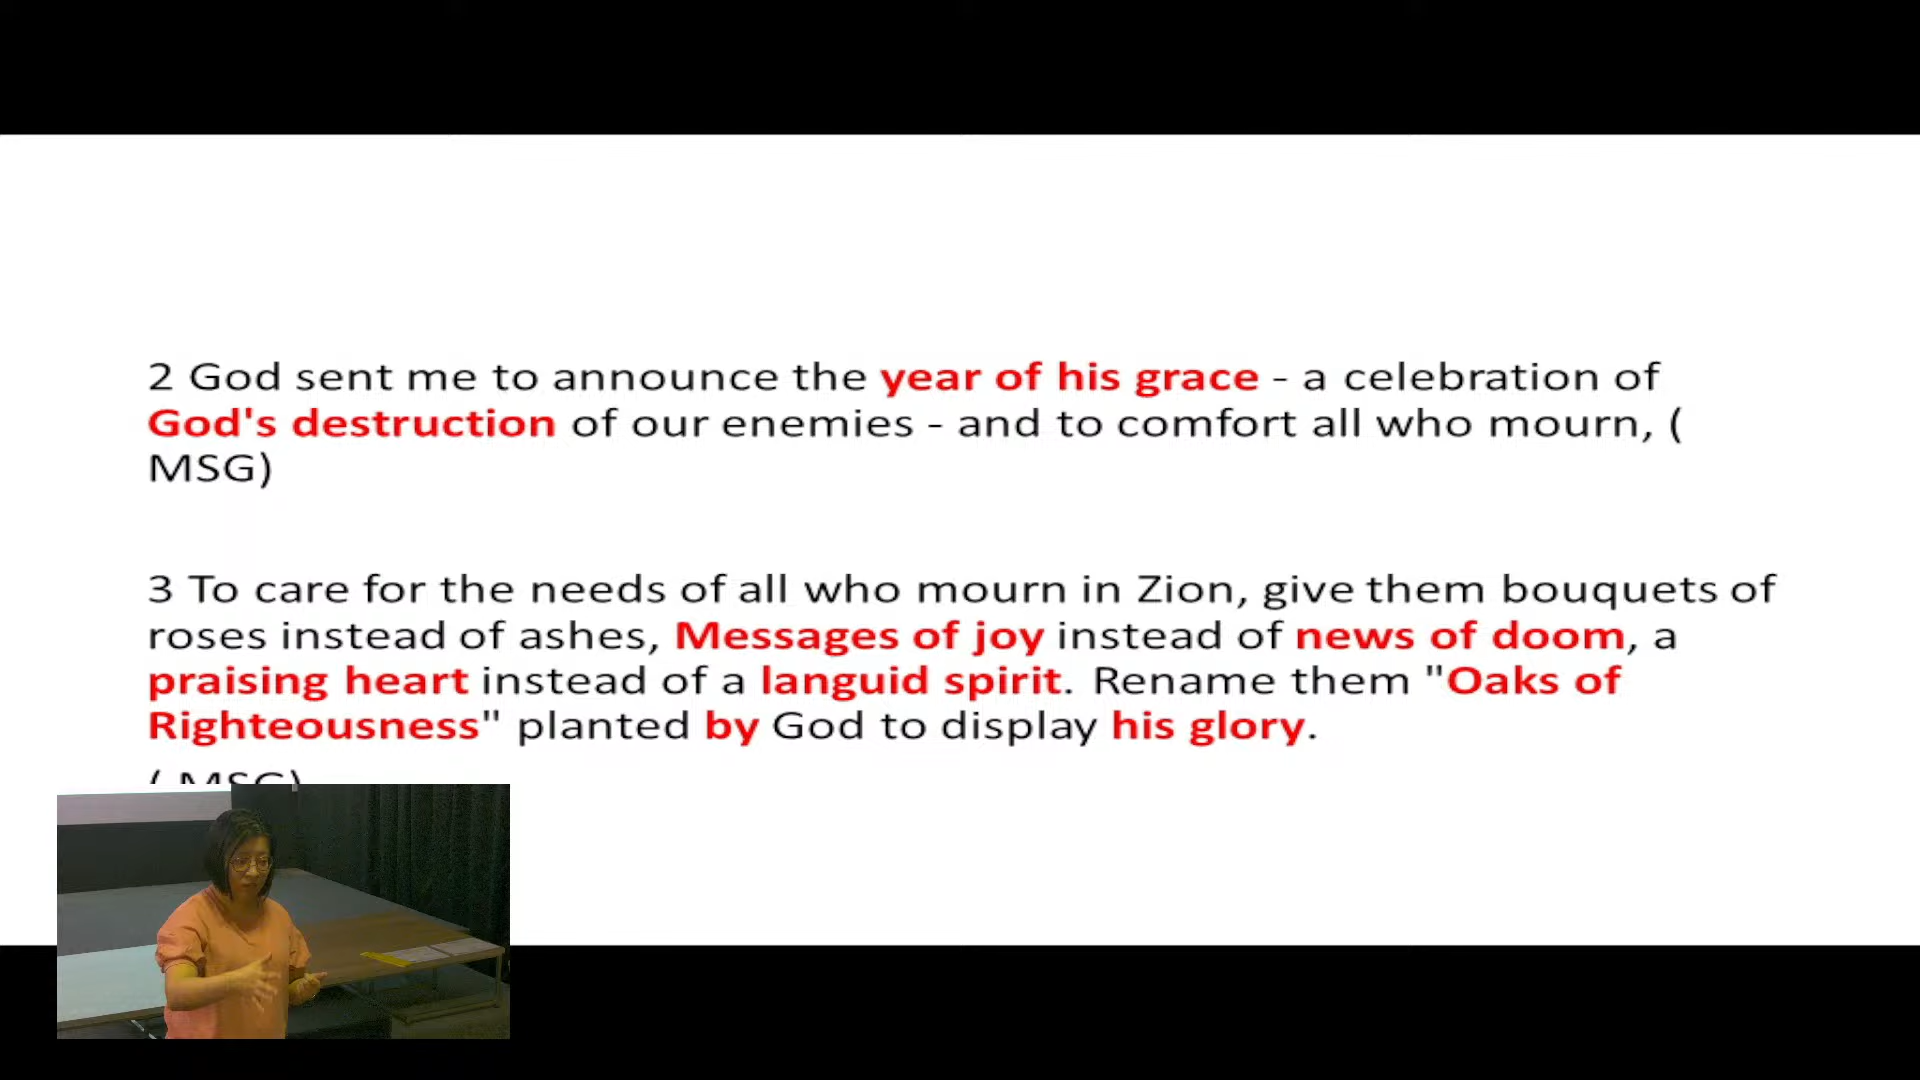 2 God sent me to announce the year of his grace - a celebration of
God's destruction of our enemies - and to comfort all who mourn, (
MSG)
3 To care for the needs of all who mourn in Zion, give them bouquets of
roses instead of ashes, Messages of joy instead of news of doom, a
praising heart instead of a languid spirit. Rename them "Oaks of
Righteousness" planted by God to display his glory.
( MSG)